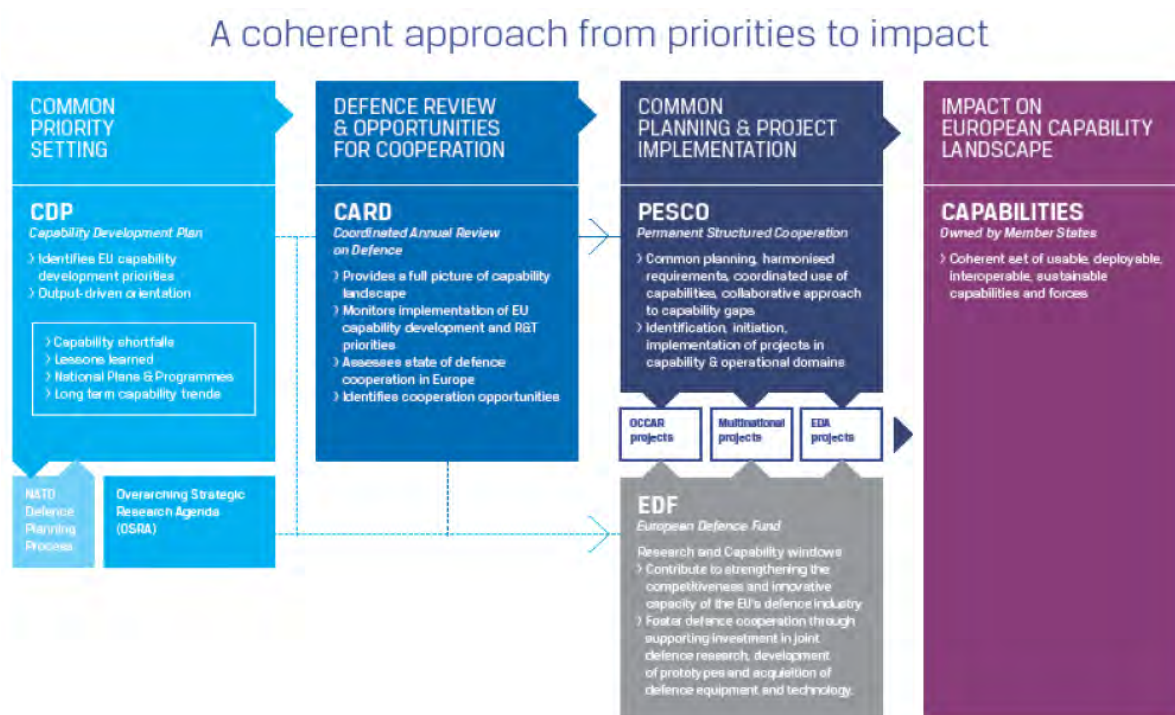 A coherent approach from priorities to impact
COMMON
PRIORITY
SETTING
CDP
Capability Development Plan
Identifies EU capability
development priorities
Output-driven orientation
Capability shortfalls
Lessons learned
National Plans & Programmes
Long term capability trends
NATO
Defence
Planning
Process
Overarching Strategic
Research Agenda
(OSRA)
DEFENCE REVIEW
& OPPORTUNITIES
FOR COOPERATION
CARD
Coordinated Annual Review
on Defence
Provides a full picture of capability
landscape
Monitors implementation of EU
capability development and R&T
priorities
Assesses state of defence
cooperation in Europe
Identifies cooperation opportunities
COMMON
PLANNING & PROJECT
IMPLEMENTATION
PESCO
Permanent Structured Cooperation
Common planning, harmonised
requirements, coordinated use of
capabilities, collaborative approach
to capability gaps
Identification, initiation,
implementation of projects in
capability & operational domains
OCCAR
projects
Multinational
projects
EDA
projects
EDF
European Defence Fund
Research and Capability windows
Contribute to strengthening the
competitiveness and innovative
capacity of the EU's defence industry
Foster defence cooperation through
supporting investment in joint
defence research, development
of prototypes and acquisition of
defence equipment and technology.
IMPACT ON
EUROPEAN CAPABILITY
LANDSCAPE
CAPABILITIES
Owned by Member States
Coherent set of usable, deployable,
interoperable, sustainable
capabilities and forces